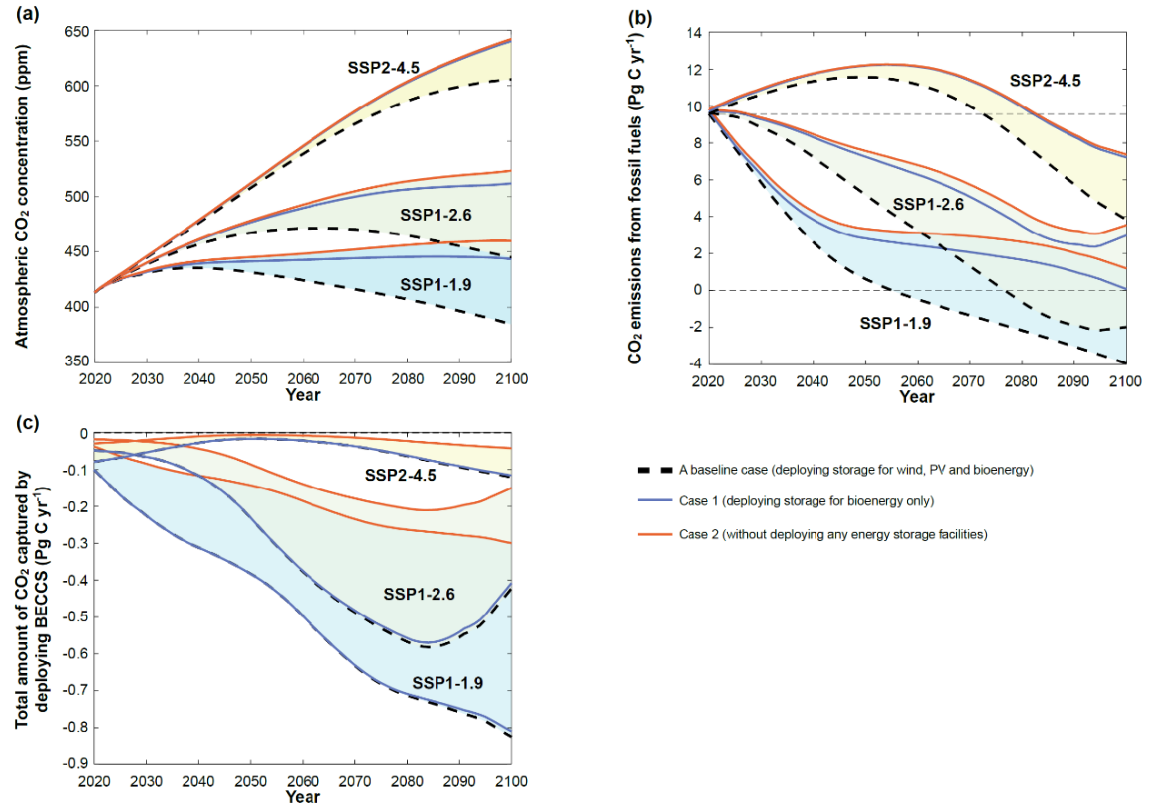 (a)
Atmospheric CO₂ concentration (ppm)
650
600
550
500
450
400
350
SSP2-4.5
SSP1-2.6
SSP1-1.9
2020 2030 2040 2050 2060 2070 2080 2090 2100
Year
(b)
CO₂ emissions from fossil fuels (Pg C yr⁻¹)
14
12
10
8
6
4
2
0
-2
-4
SSP2-4.5
SSP1-2.6
SSP1-1.9
2020 2030 2040 2050 2060 2070 2080 2090 2100
Year
(c)
Total amount of CO₂ captured by
deploying BECCS (Pg C yr⁻¹)
0
-0.1
-0.2
-0.3
-0.4
-0.5
-0.6
-0.7
-0.8
-0.9
SSP2-4.5
SSP1-2.6
SSP1-1.9
2020 2030 2040 2050 2060 2070 2080 2090 2100
Year
A baseline case (deploying storage for wind, PV and bioenergy)
Case 1 (deploying storage for bioenergy only)
Case 2 (without deploying any energy storage facilities)